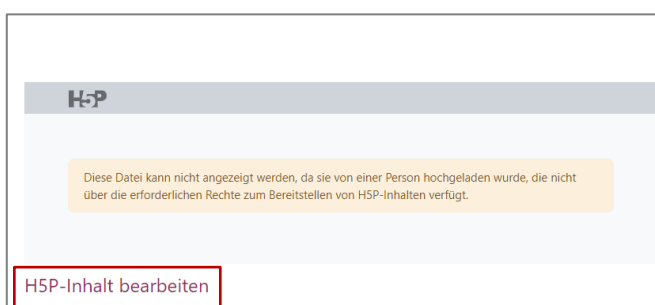 H5P
Diese Datei kann nicht angezeigt werden, da sie von einer Person hochgeladen wurde, die nicht
über die erforderlichen Rechte zum Bereitstellen von H5P-Inhalten verfügt.
H5P-Inhalt bearbeiten